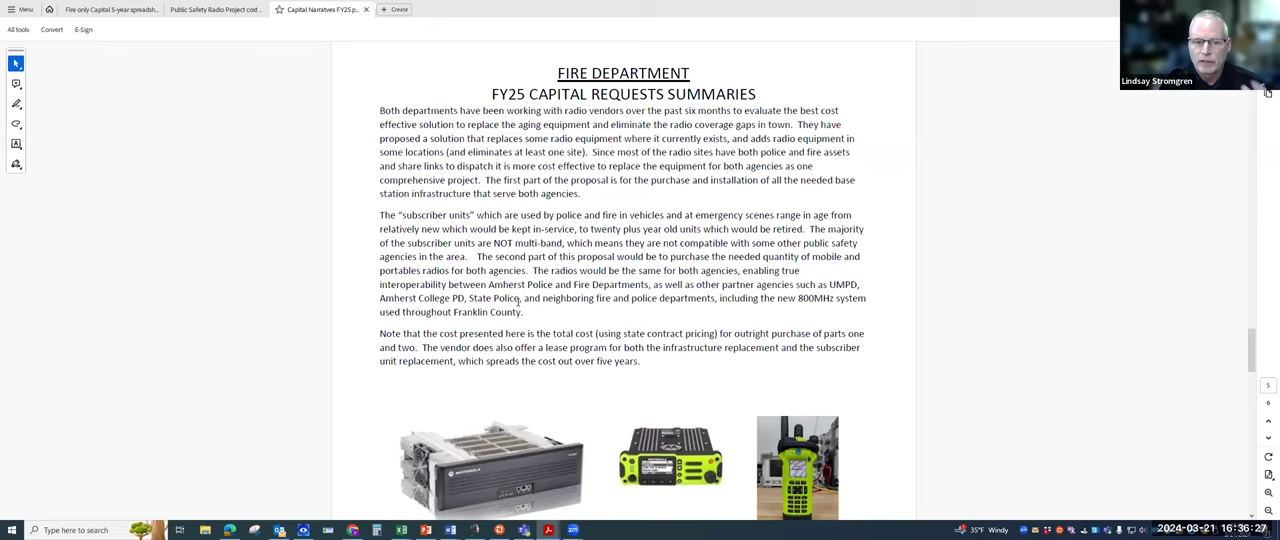 Menu
Fire only Capital 5-year spreadsh...
Public Safety Radio Project cost ...
Capital Narratives FY25.p...
Create
All tools
Convert
E-Sign
Lindsay Stromgren
FIRE DEPARTMENT
FY25 CAPITAL REQUESTS SUMMARIES
Both departments have been working with radio vendors over the past six months to evaluate the best cost
effective solution to replace the aging equipment and eliminate the radio coverage gaps in town. They have
proposed a solution that replaces some radio equipment where it currently exists, and adds radio equipment in
some locations (and eliminates at least one site). Since most of the radio sites have both police and fire assets
and share links to dispatch it is more cost effective to replace the equipment for both agencies as one
comprehensive project. The first part of the proposal is for the purchase and installation of all the needed base
station infrastructure that serve both agencies.
The “subscriber units” which are used by police and fire in vehicles and at emergency scenes range in age from
relatively new which would be kept in-service, to twenty plus year old units which would be retired. The majority
of the subscriber units are NOT multi-band, which means they are not compatible with some other public safety
agencies in the area. The second part of this proposal would be to purchase the needed quantity of mobile and
portables radios for both agencies. The radios would be the same for both agencies, enabling true
interoperability between Amherst Police and Fire Departments, as well as other partner agencies such as UMPD,
Amherst College PD, State Police, and neighboring fire and police departments, including the new 800MHz system
used throughout Franklin County.
Note that the cost presented here is the total cost (using state contract pricing) for outright purchase of parts one
and two. The vendor does also offer a lease program for both the infrastructure replacement and the subscriber
unit replacement, which spreads the cost out over five years.
MOTOROLA
5
6
Type here to search
35°F Windy
2024-03-21 16:36:27